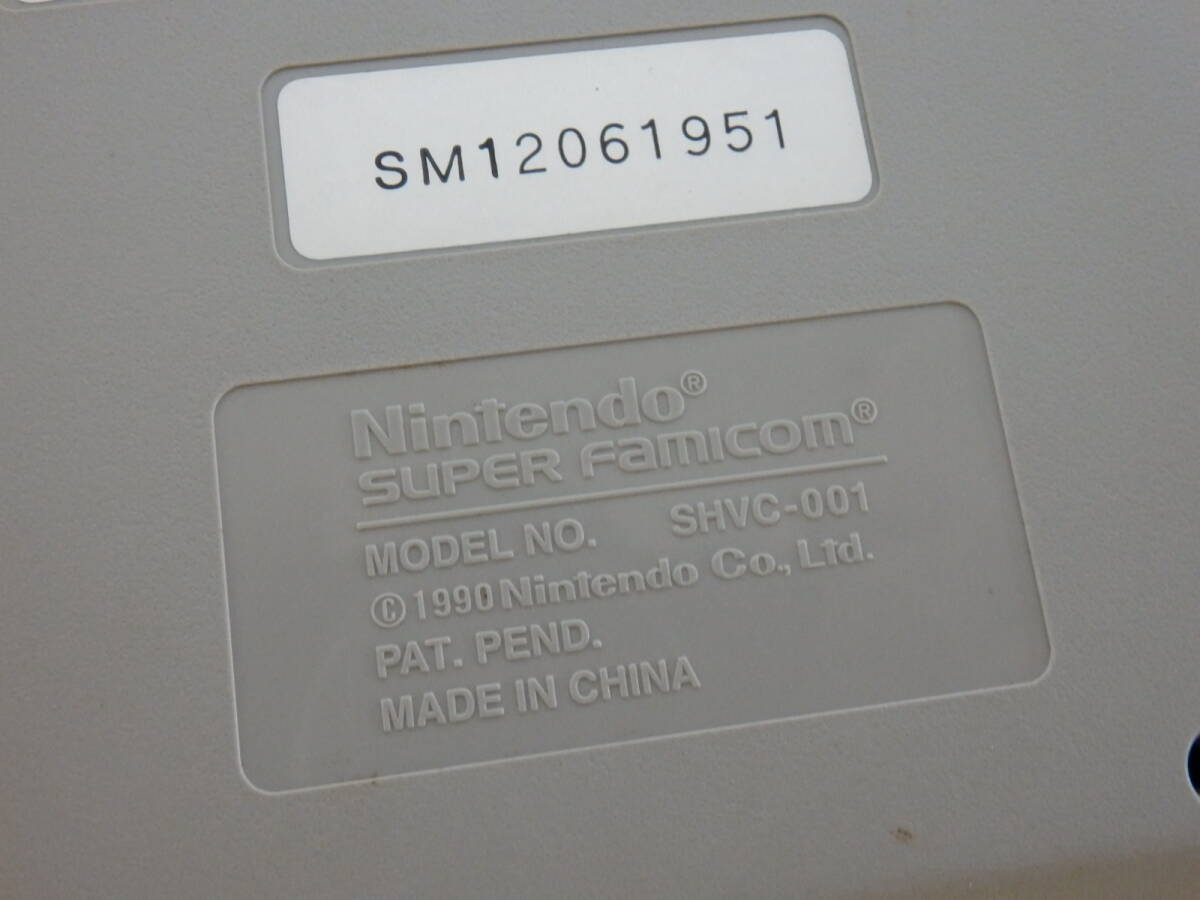 SM12061951
Nintendo®
SUPER Famicom®
MODEL NO. SHVC-001
©1990 Nintendo Co., Ltd.
PAT. PEND.
MADE IN CHINA